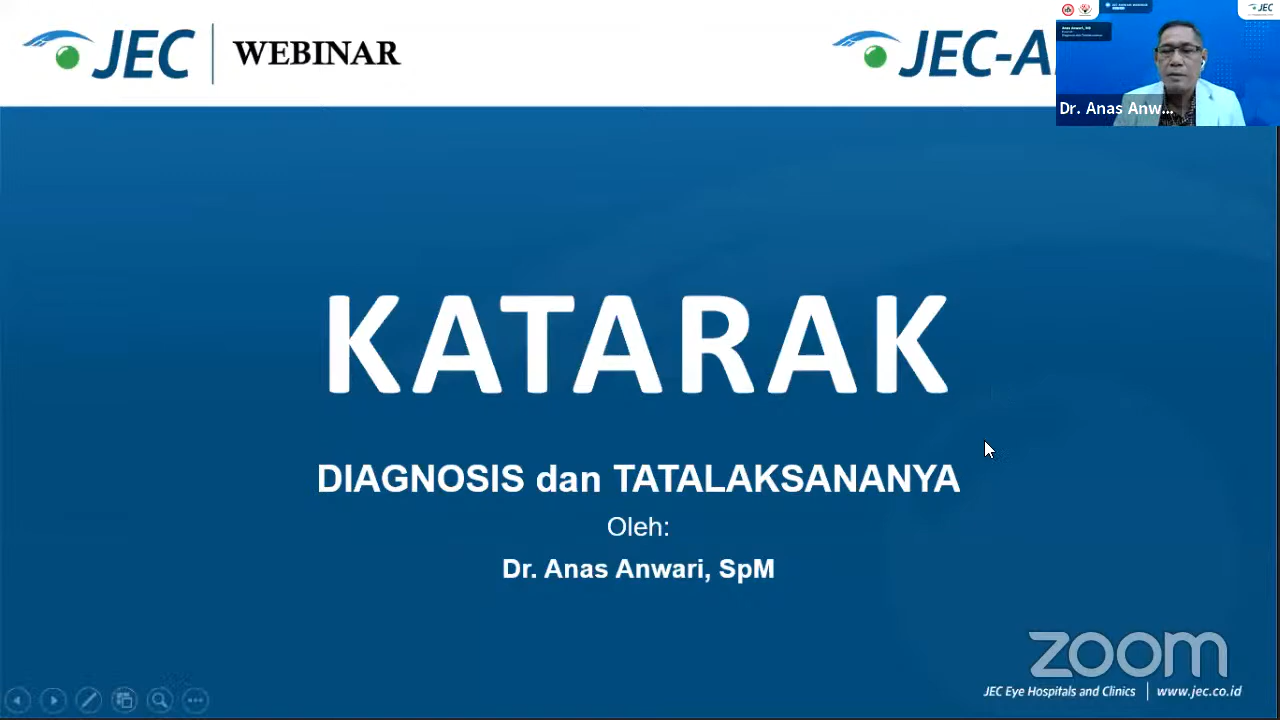 JEC WEBINAR
JEC-A
JEC
Dr. Anas Anw...
KATARAK
DIAGNOSIS dan TATALAKSANANYA
Oleh:
Dr. Anas Anwari, SpM
zoom
JEC Eye Hospitals and Clinics | www.jec.co.id